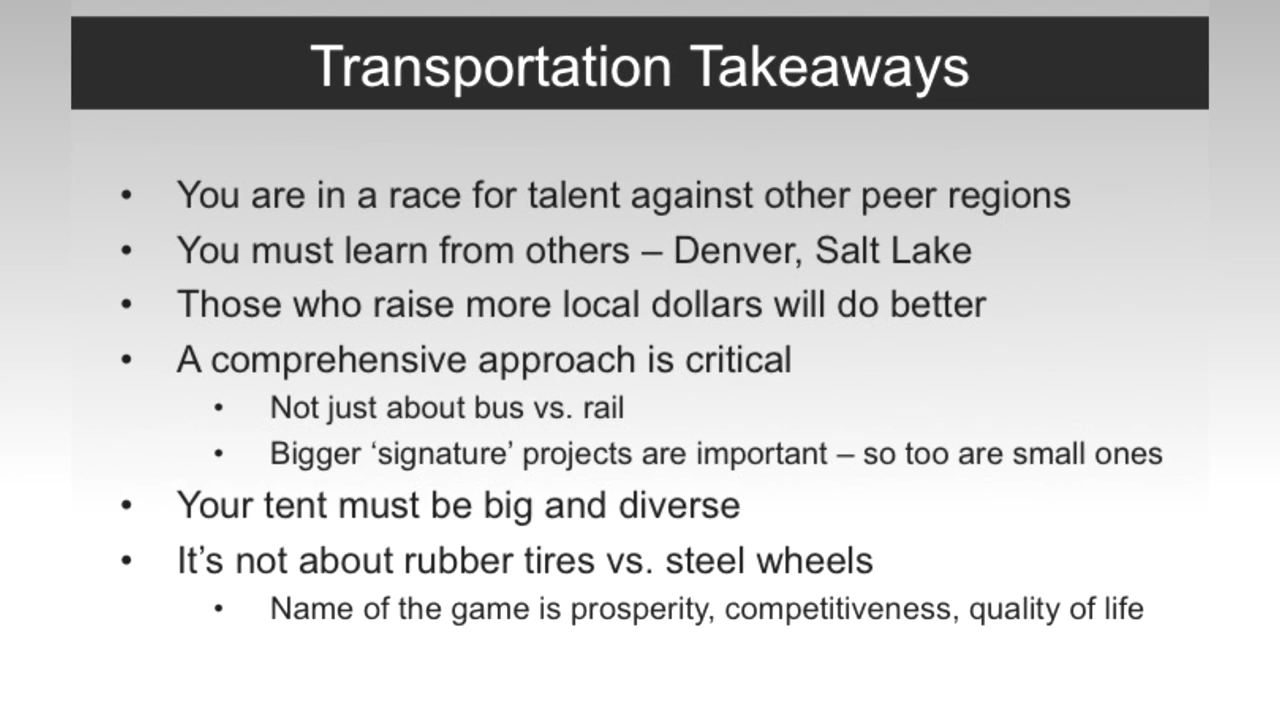 Transportation Takeaways
• You are in a race for talent against other peer regions
• You must learn from others – Denver, Salt Lake
• Those who raise more local dollars will do better
• A comprehensive approach is critical
• Not just about bus vs. rail
• Bigger ‘signature’ projects are important – so too are small ones
• Your tent must be big and diverse
• It’s not about rubber tires vs. steel wheels
• Name of the game is prosperity, competitiveness, quality of life